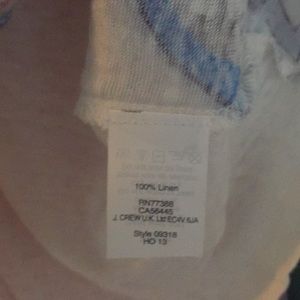 100% Linen
RN77388
CA56445
J. CREW U.K. Ltd EC4V 6JA
Style 09318
HO 13